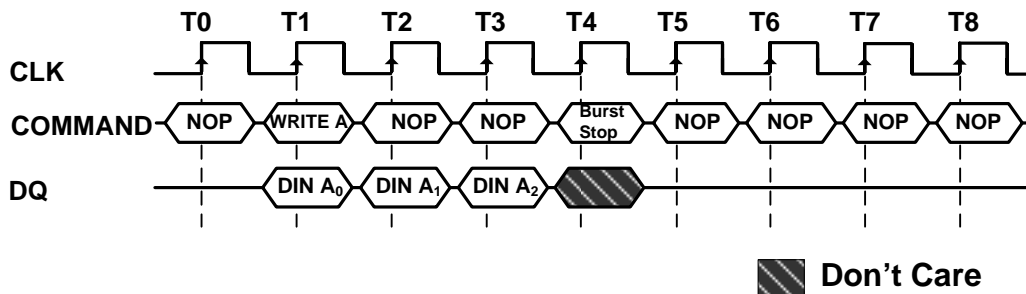 T0 T1 T2 T3 T4 T5 T6 T7 T8
CLK
COMMAND NOP WRITE A NOP NOP Burst Stop NOP NOP NOP NOP
DQ DIN A₀ DIN A₁ DIN A₂
Don't Care